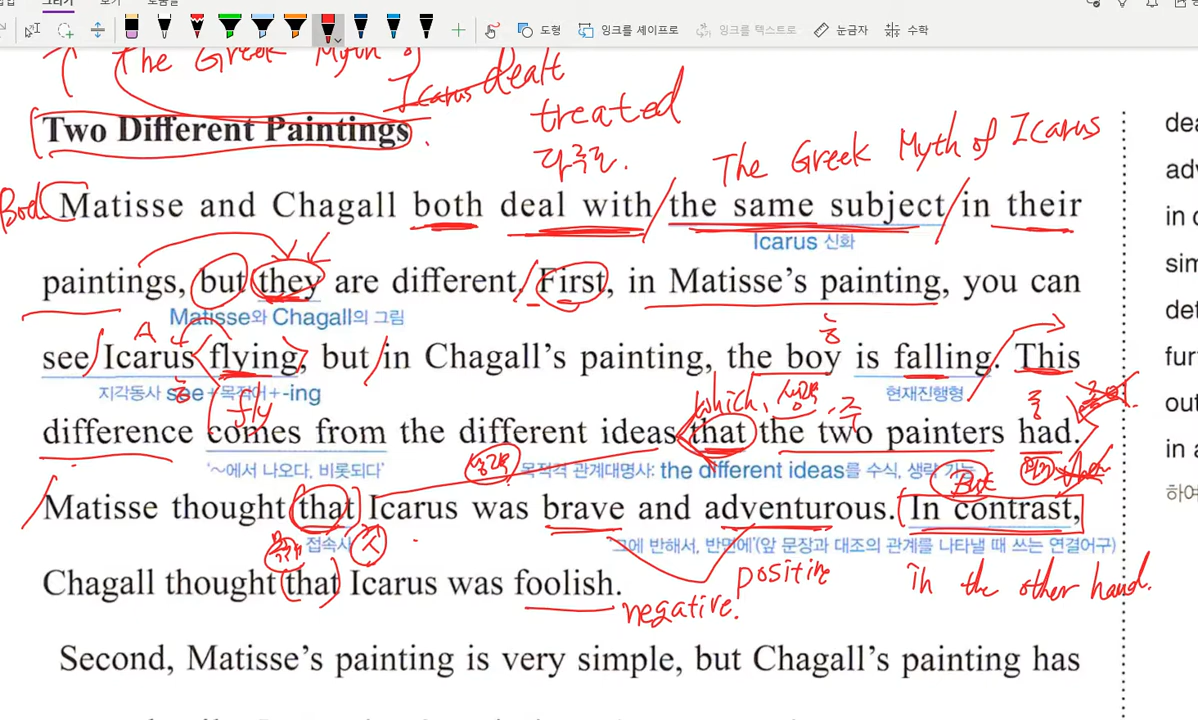 그리기 보기 도움말
도형 잉크를 셰이프로 잉크를 텍스트로 눈금자 수학
The Greek Myth of
Icarus dealt
treated
Two Different Paintings
다루고.
The Greek Myth of Icarus
Body
Matisse and Chagall both deal with the same subject in their
Icarus 신화
paintings, but they are different. First, in Matisse's painting, you can
Matisse와 Chagall의 그림
A
see Icarus flying, but in Chagall's painting, the boy is falling. This
지각동사 see+목적어+-ing 현재진행형
fly
which, 생략, 주
difference comes from the different ideas that the two painters had.
'~에서 나오다, 비롯되다' 생략 목적격 관계대명사: the different ideas를 수식, 생략 가능
But
Matisse thought that Icarus was brave and adventurous. In contrast,
접속사 주 그에 반해서, 반면에'(앞 문장과 대조의 관계를 나타낼 때 쓰는 연결어구)
positive
in the other hand.
Chagall thought that Icarus was foolish.
negative.
Second, Matisse's painting is very simple, but Chagall's painting has
dea
adv
in c
sim
det
furt
out
in a
하여